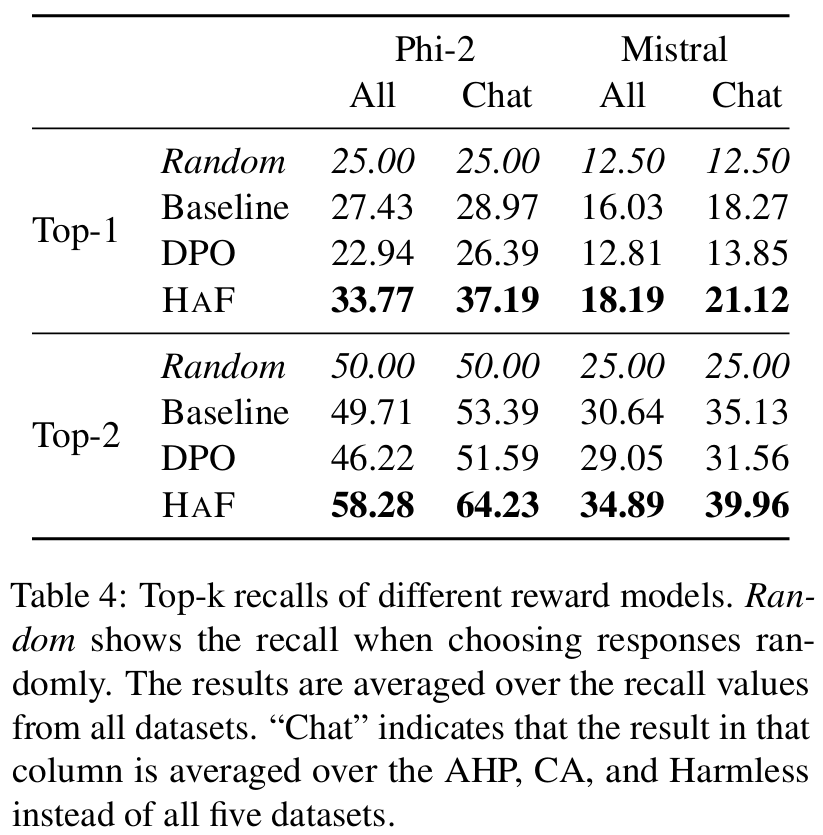 Phi-2 Mistral
All Chat All Chat
Top-1
Random 25.00 25.00 12.50 12.50
Baseline 27.43 28.97 16.03 18.27
DPO 22.94 26.39 12.81 13.85
HAF 33.77 37.19 18.19 21.12
Top-2
Random 50.00 50.00 25.00 25.00
Baseline 49.71 53.39 30.64 35.13
DPO 46.22 51.59 29.05 31.56
HAF 58.28 64.23 34.89 39.96
Table 4: Top-k recalls of different reward models. Ran-
dom shows the recall when choosing responses ran-
domly. The results are averaged over the recall values
from all datasets. “Chat” indicates that the result in that
column is averaged over the AHP, CA, and Harmless
instead of all five datasets.